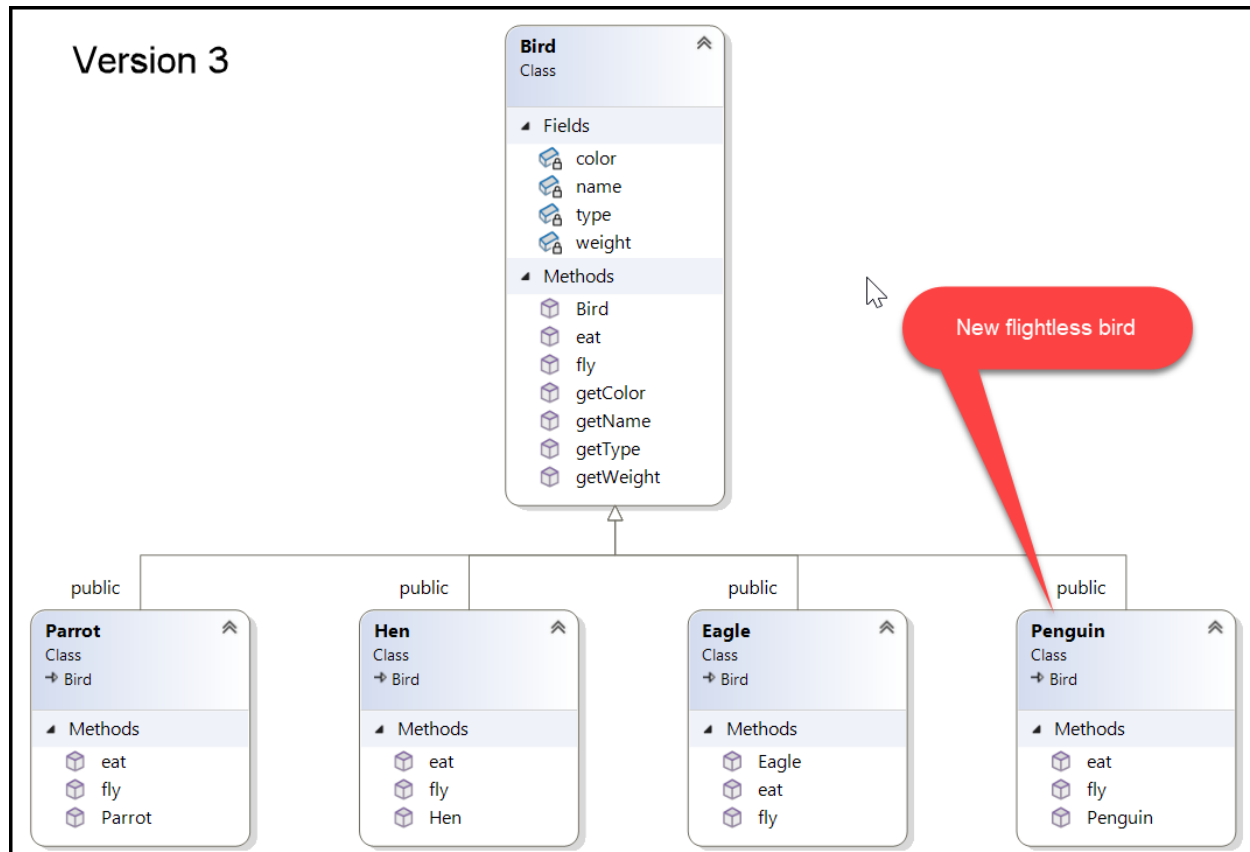 Version 3
Bird
Class
Fields
color
name
type
weight
Methods
Bird
eat
fly
getColor
getName
getType
getWeight
New flightless bird
public
public
public
public
Parrot
Class
Bird
Methods
eat
fly
Parrot
Hen
Class
Bird
Methods
eat
fly
Hen
Eagle
Class
Bird
Methods
Eagle
eat
fly
Penguin
Class
Bird
Methods
eat
fly
Penguin